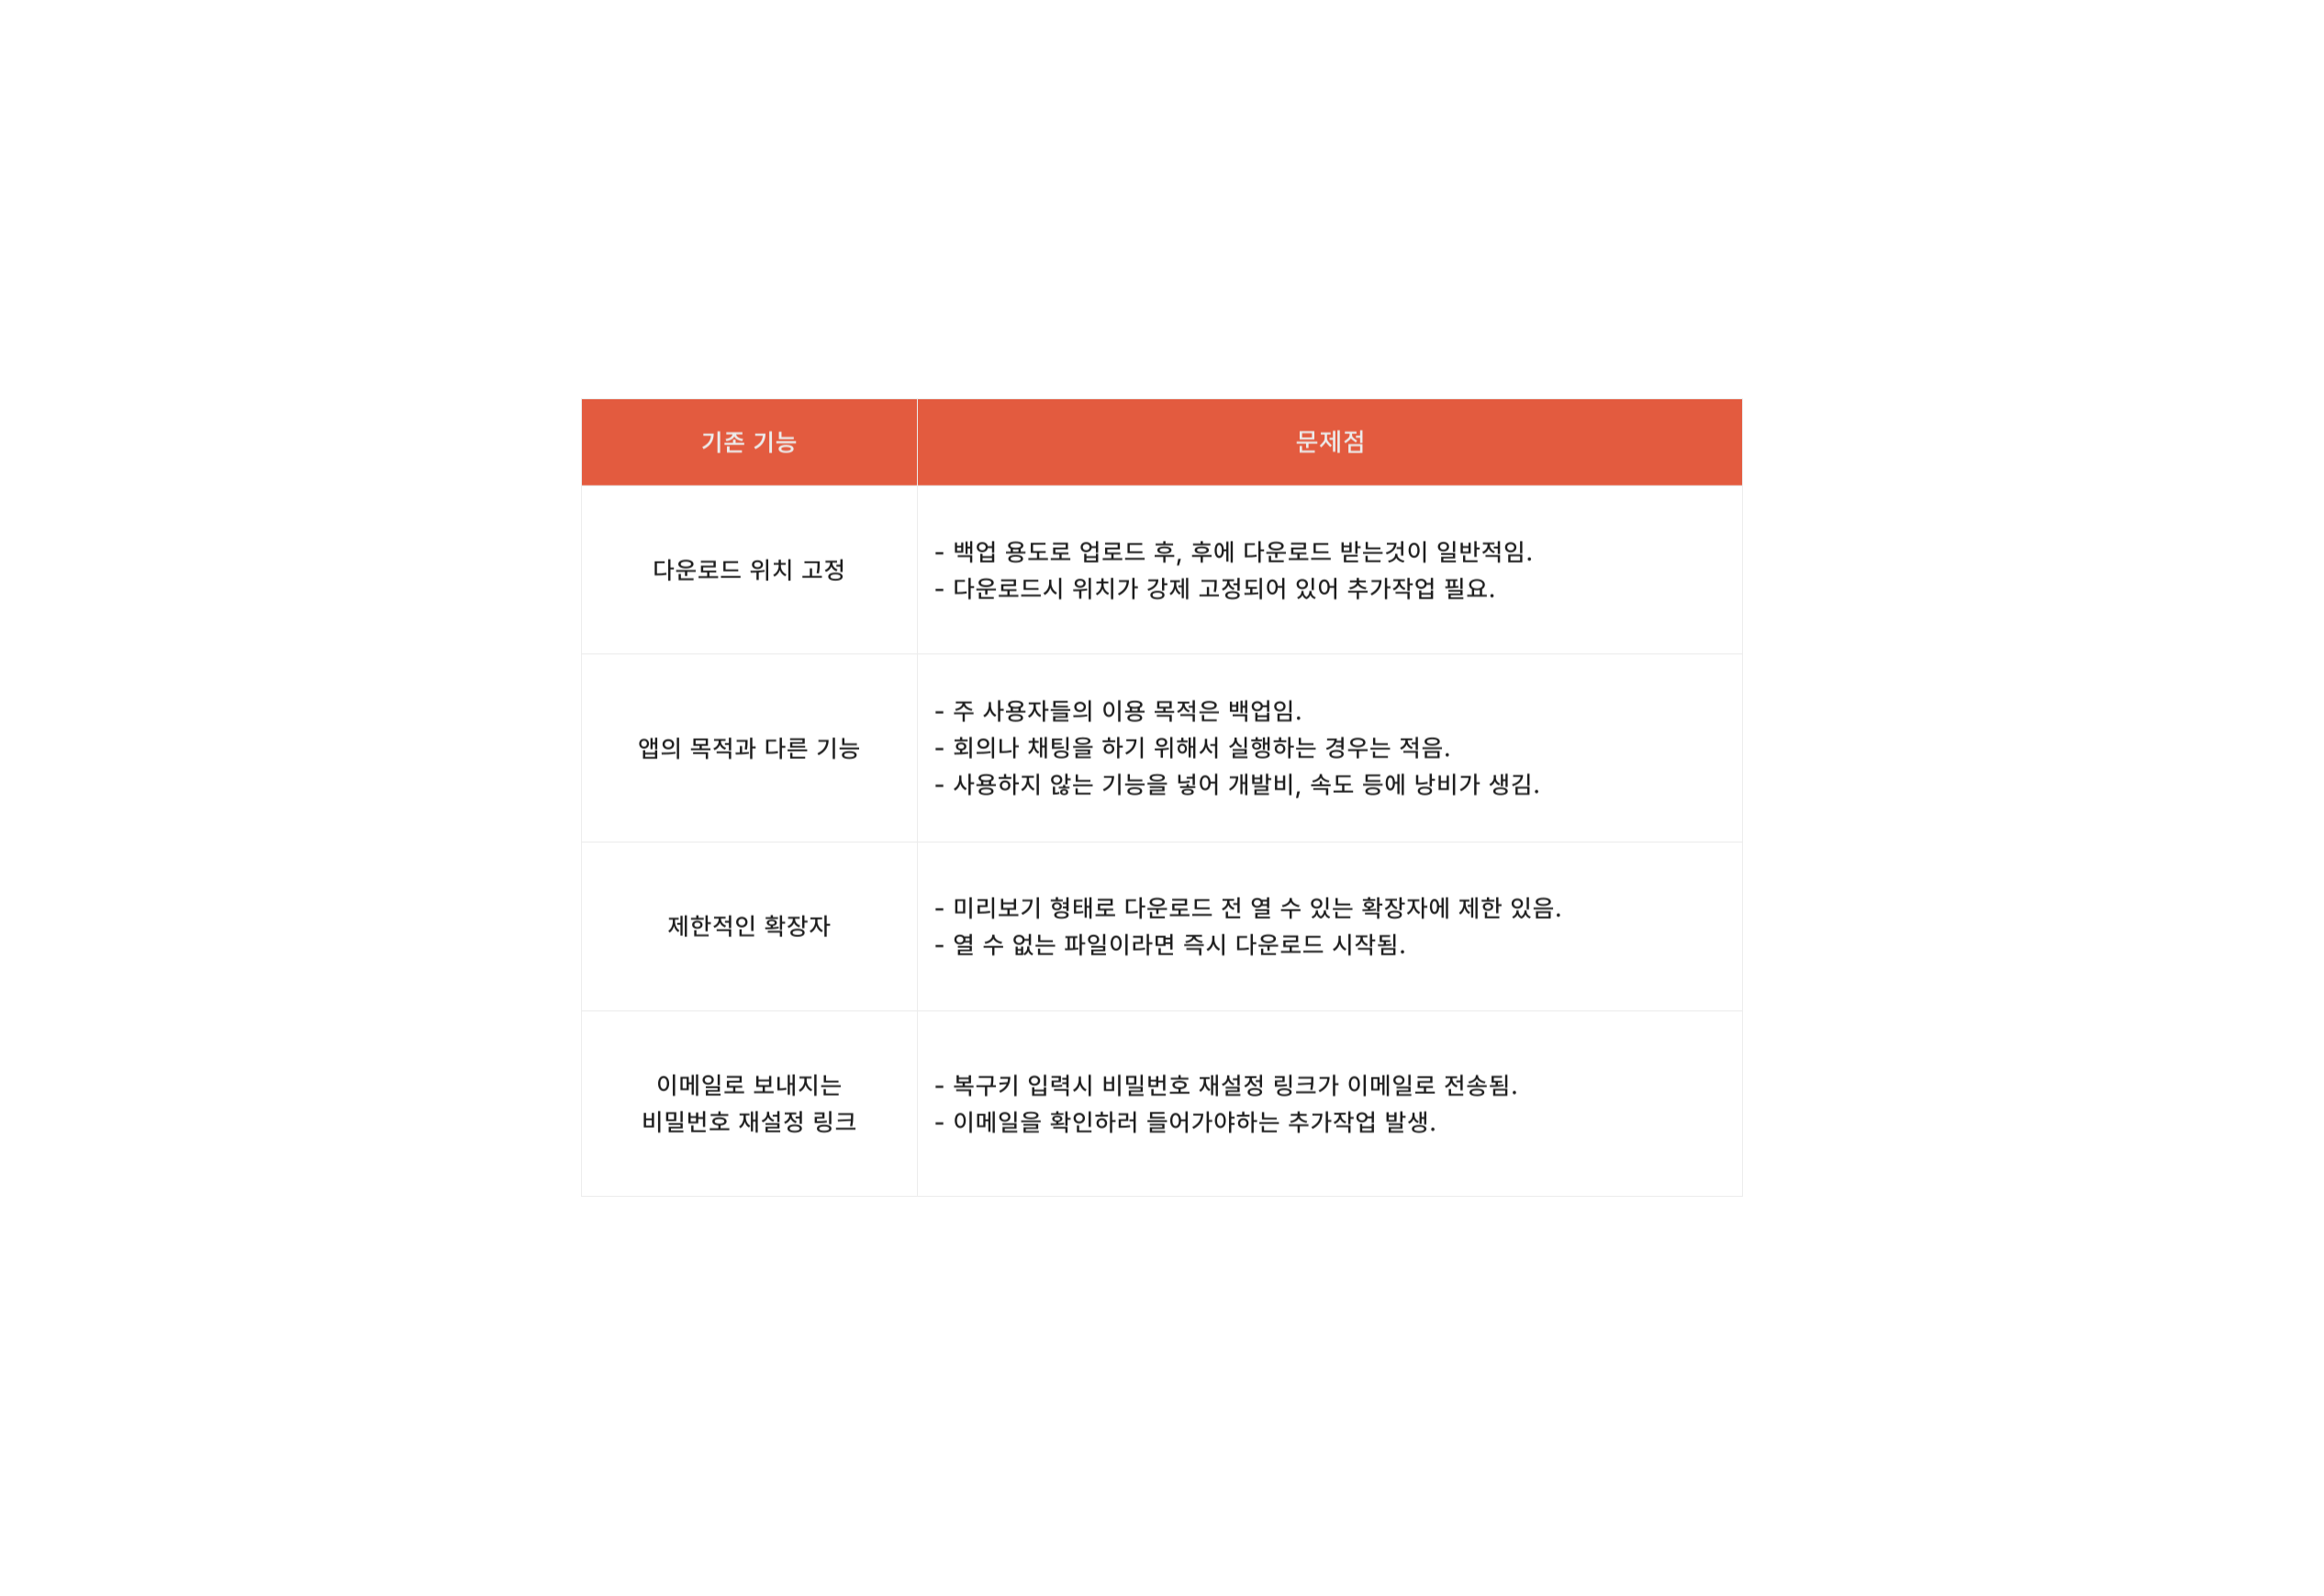 기존 기능
문제점
다운로드 위치 고정
- 백업 용도로 업로드 후, 후에 다운로드 받는것이 일반적임.
- 다운로드시 위치가 강제 고정되어 있어 추가작업 필요.
앱의 목적과 다른 기능
- 주 사용자들의 이용 목적은 백업임.
- 회의나 채팅을 하기 위해서 실행하는 경우는 적음.
- 사용하지 않는 기능을 넣어 개발비, 속도 등에 낭비가 생김.
제한적인 확장자
- 미리보기 형태로 다운로드 전 열 수 있는 확장자에 제한 있음.
- 열 수 없는 파일이라면 즉시 다운로드 시작됨.
이메일로 보내지는
비밀번호 재설정 링크
- 복구키 입력시 비밀번호 재설정 링크가 이메일로 전송됨.
- 이메일을 확인하러 들어가야하는 추가작업 발생.